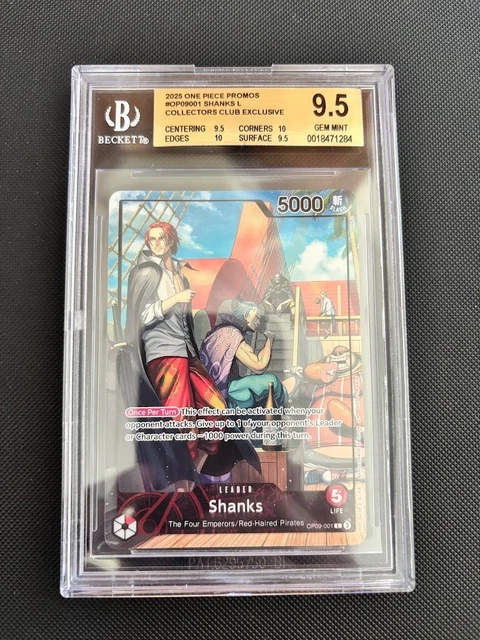 2025 ONE PIECE PROMOS
#OP09001 SHANKS L
COLLECTORS CLUB EXCLUSIVE
CENTERING 9.5 CORNERS 10
EDGES 10 SURFACE 9.5
9.5
GEM MINT
0018471284
B
BECKETT®
5000 斬
SLASH
Once Per Turn This effect can be activated when your
opponent attacks. Give up to 1 of your opponent's Leader
or Character cards −1000 power during this turn.
LEADER
Shanks
The Four Emperors/Red-Haired Pirates
5
LIFE
OP09-001 L